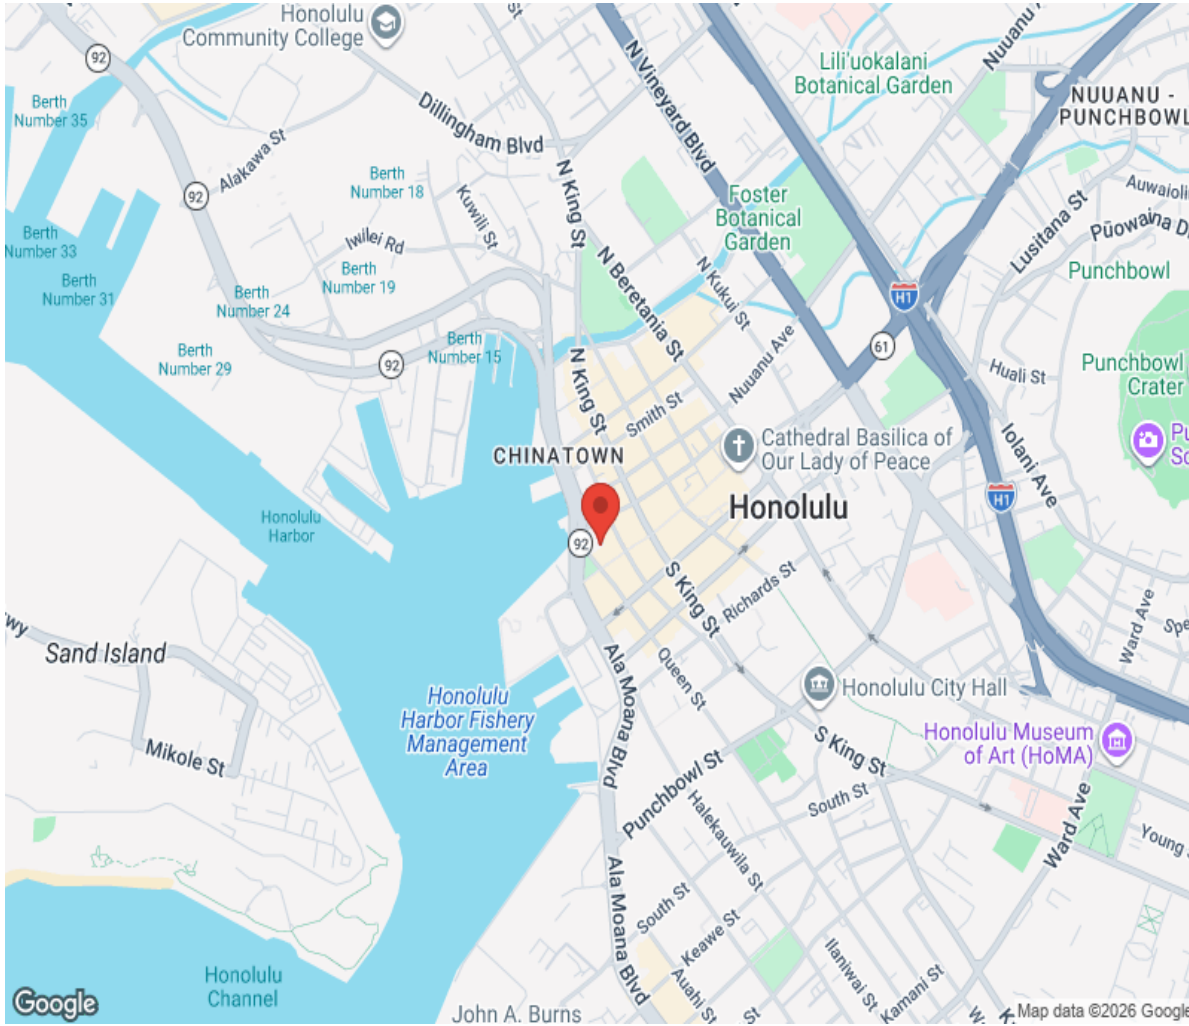 Honolulu
Community College
St
92
Berth
Number 35
Dillingham Blvd
N Vineyard Blvd
Lili'uokalani
Botanical Garden
NUUANU -
PUNCHBOWL
Alakawa St
Berth
Number 18
N King St
Kuwili St
92
Foster
Botanical
Garden
Lusitana St
Berth
Number 33
Iwilei Rd
Berth
Number 19
N Beretania St
N Kukui St
Punchbowl
Berth
Number 31
Berth
Number 24
H1
Berth
Number 15
Berth
Number 29
92
61
Nuuanu Ave
Huali St
Punchbowl
Crater
N King St
Smith St
CHINATOWN
Cathedral Basilica of
Our Lady of Peace
Iolani Ave
Honolulu
H1
Honolulu
Harbor
92
S King St
Richards St
Ward Ave
Sand Island
Ala Moana Blvd
Queen St
Honolulu City Hall
Honolulu
Harbor Fishery
Management
Area
Mikole St
S King St
Honolulu Museum
of Art (HoMA)
Punchbowl St
Halekauwila St
South St
Ward Ave
Young
Ala Moana Blvd
South St
Keawe St
Ilaniwai St
Kamani St
Auahi St
Honolulu
Channel
John A. Burns
Google
Map data ©2026 Google